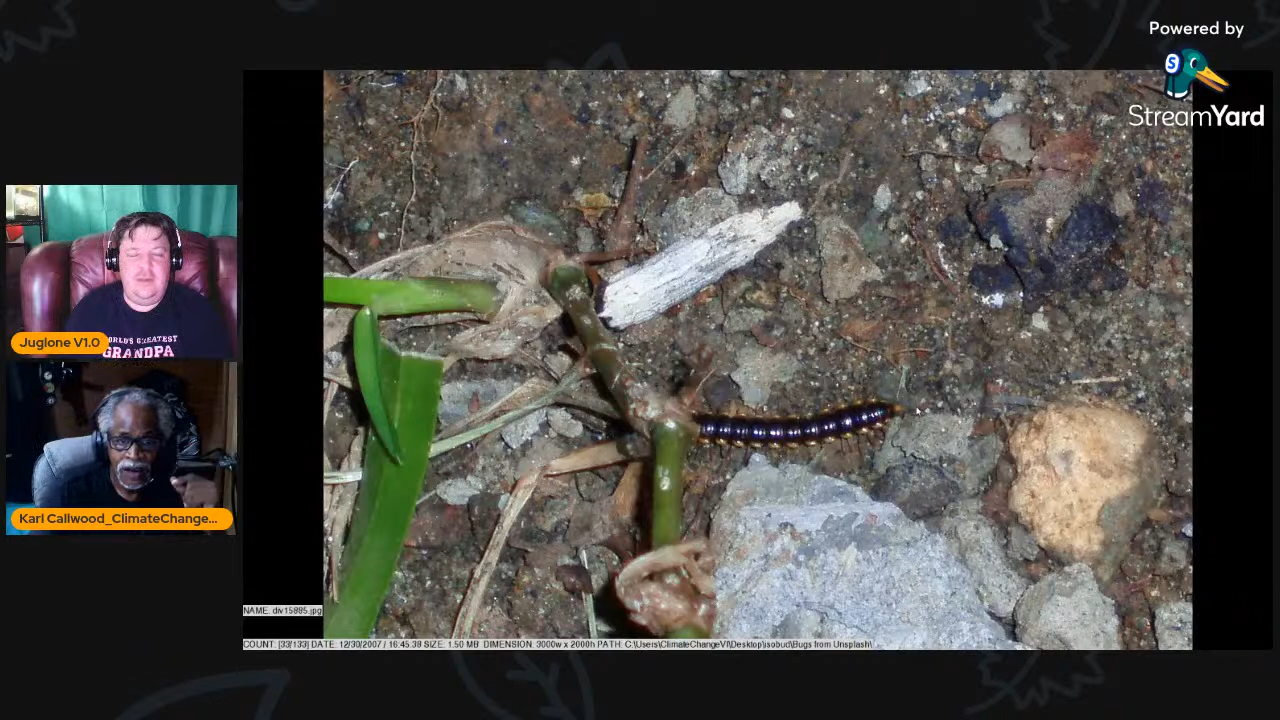 Powered by
S
StreamYard
WORLD'S GREATEST
GRANDPA
Juglone V1.0
Karl Callwood_ClimateChange...
NAME: div15885.jpg
COUNT: [33/133] DATE: 12/30/2007 / 16:45:39 SIZE: 1.50 MB DIMENSION: 3000w x 2000h PATH: C:\Users\ClimateChangeVI\Desktop\isobud\Bugs from Unsplash\